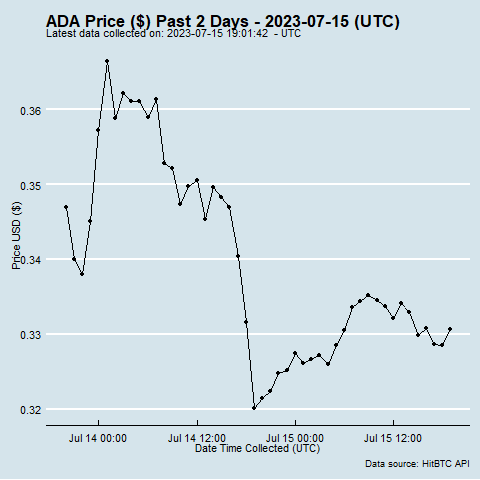 ADA Price ($) Past 2 Days - 2023-07-15 (UTC)
Latest data collected on: 2023-07-15 19:01:42 - UTC
0.36
0.35
0.34
0.33
0.32
Price USD ($)
Jul 14 00:00 Jul 14 12:00 Jul 15 00:00 Jul 15 12:00
Date Time Collected (UTC)
Data source: HitBTC API